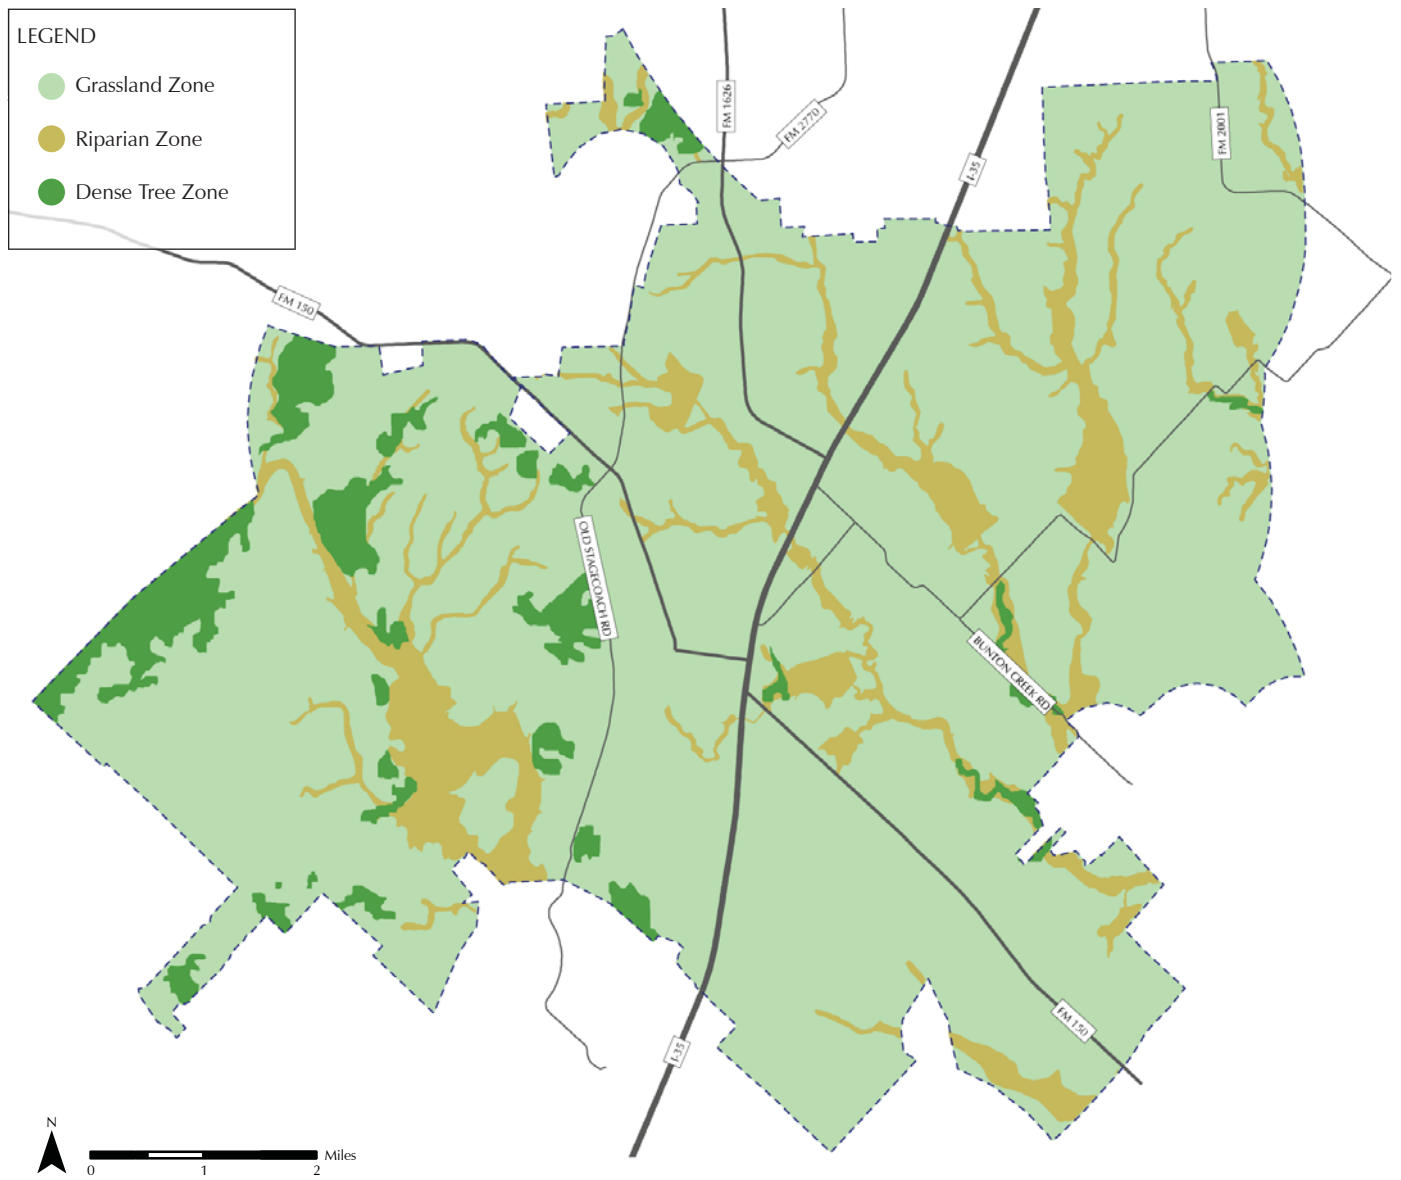 LEGEND
Grassland Zone
Riparian Zone
Dense Tree Zone
FM 1626
FM 2770
I-35
FM 2001
FM 150
OLD STAGECOACH RD
BUNTON CREEK RD
FM 150
I-35
N
0 1 2 Miles